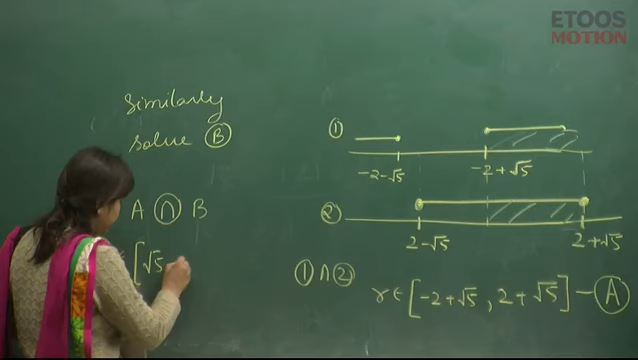 ETOOS
MOTION
Similarly
solve Ⓑ
A ∩ B
[√5
①
-2-√5 -2+√5
②
2-√5 2+√5
① ∩ ② r ∈ [-2+√5, 2+√5] - Ⓐ